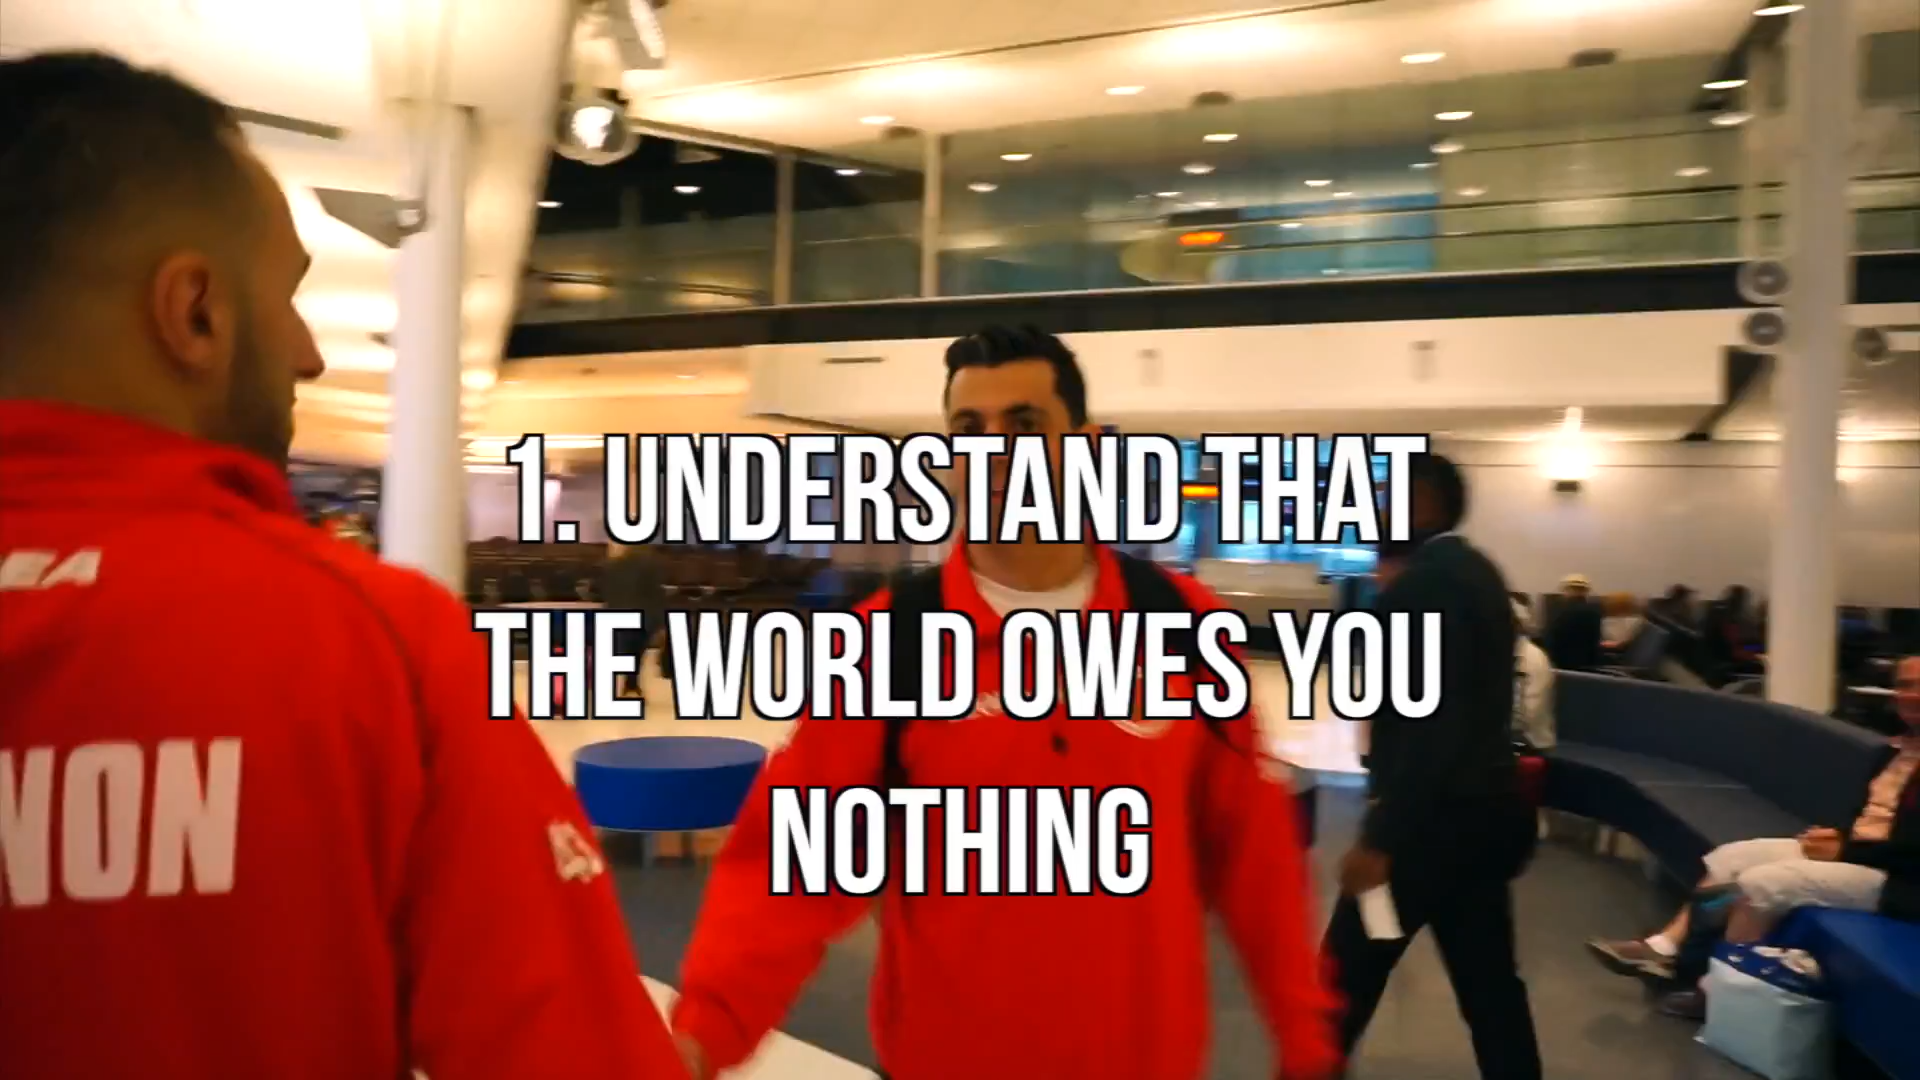 1. UNDERSTAND THAT
THE WORLD OWES YOU
NOTHING
NON